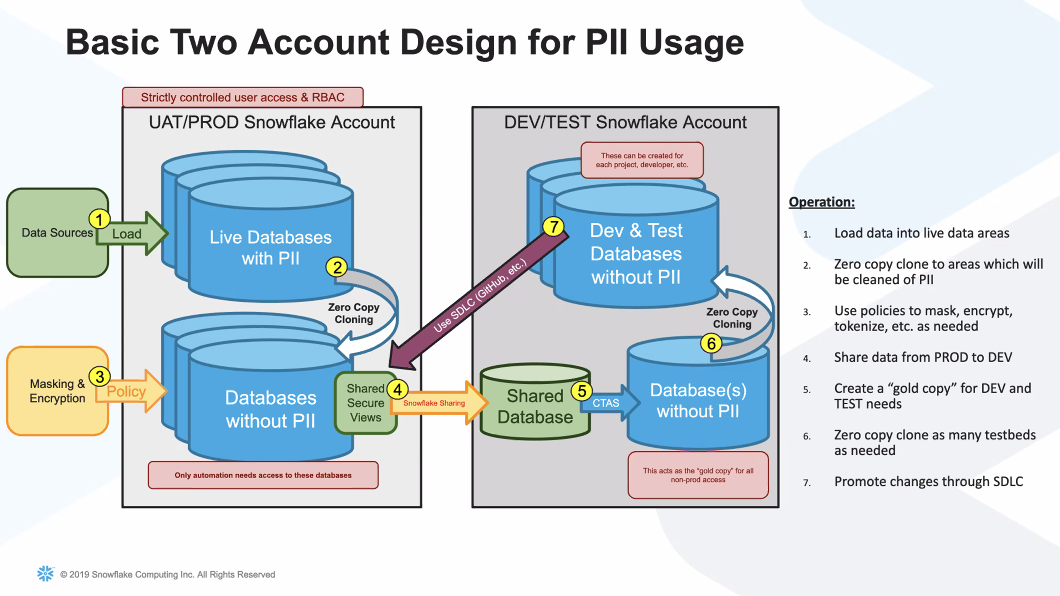 Basic Two Account Design for PII Usage
Strictly controlled user access & RBAC
UAT/PROD Snowflake Account
DEV/TEST Snowflake Account
These can be created for
each project, developer, etc.
Data Sources
1
Load
Live Databases
with PII
2
Zero Copy
Cloning
7
Use SDLC (GitHub, etc.)
Dev & Test
Databases
without PII
Zero Copy
Cloning
6
Masking &
Encryption
3
Policy
Databases
without PII
Shared
Secure
Views
4
Snowflake Sharing
Shared
Database
5
CTAS
Database(s)
without PII
Only automation needs access to these databases
This acts as the “gold copy” for all
non-prod access
Operation:
1. Load data into live data areas
2. Zero copy clone to areas which will
be cleaned of PII
3. Use policies to mask, encrypt,
tokenize, etc. as needed
4. Share data from PROD to DEV
5. Create a “gold copy” for DEV and
TEST needs
6. Zero copy clone as many testbeds
as needed
7. Promote changes through SDLC
© 2019 Snowflake Computing Inc. All Rights Reserved